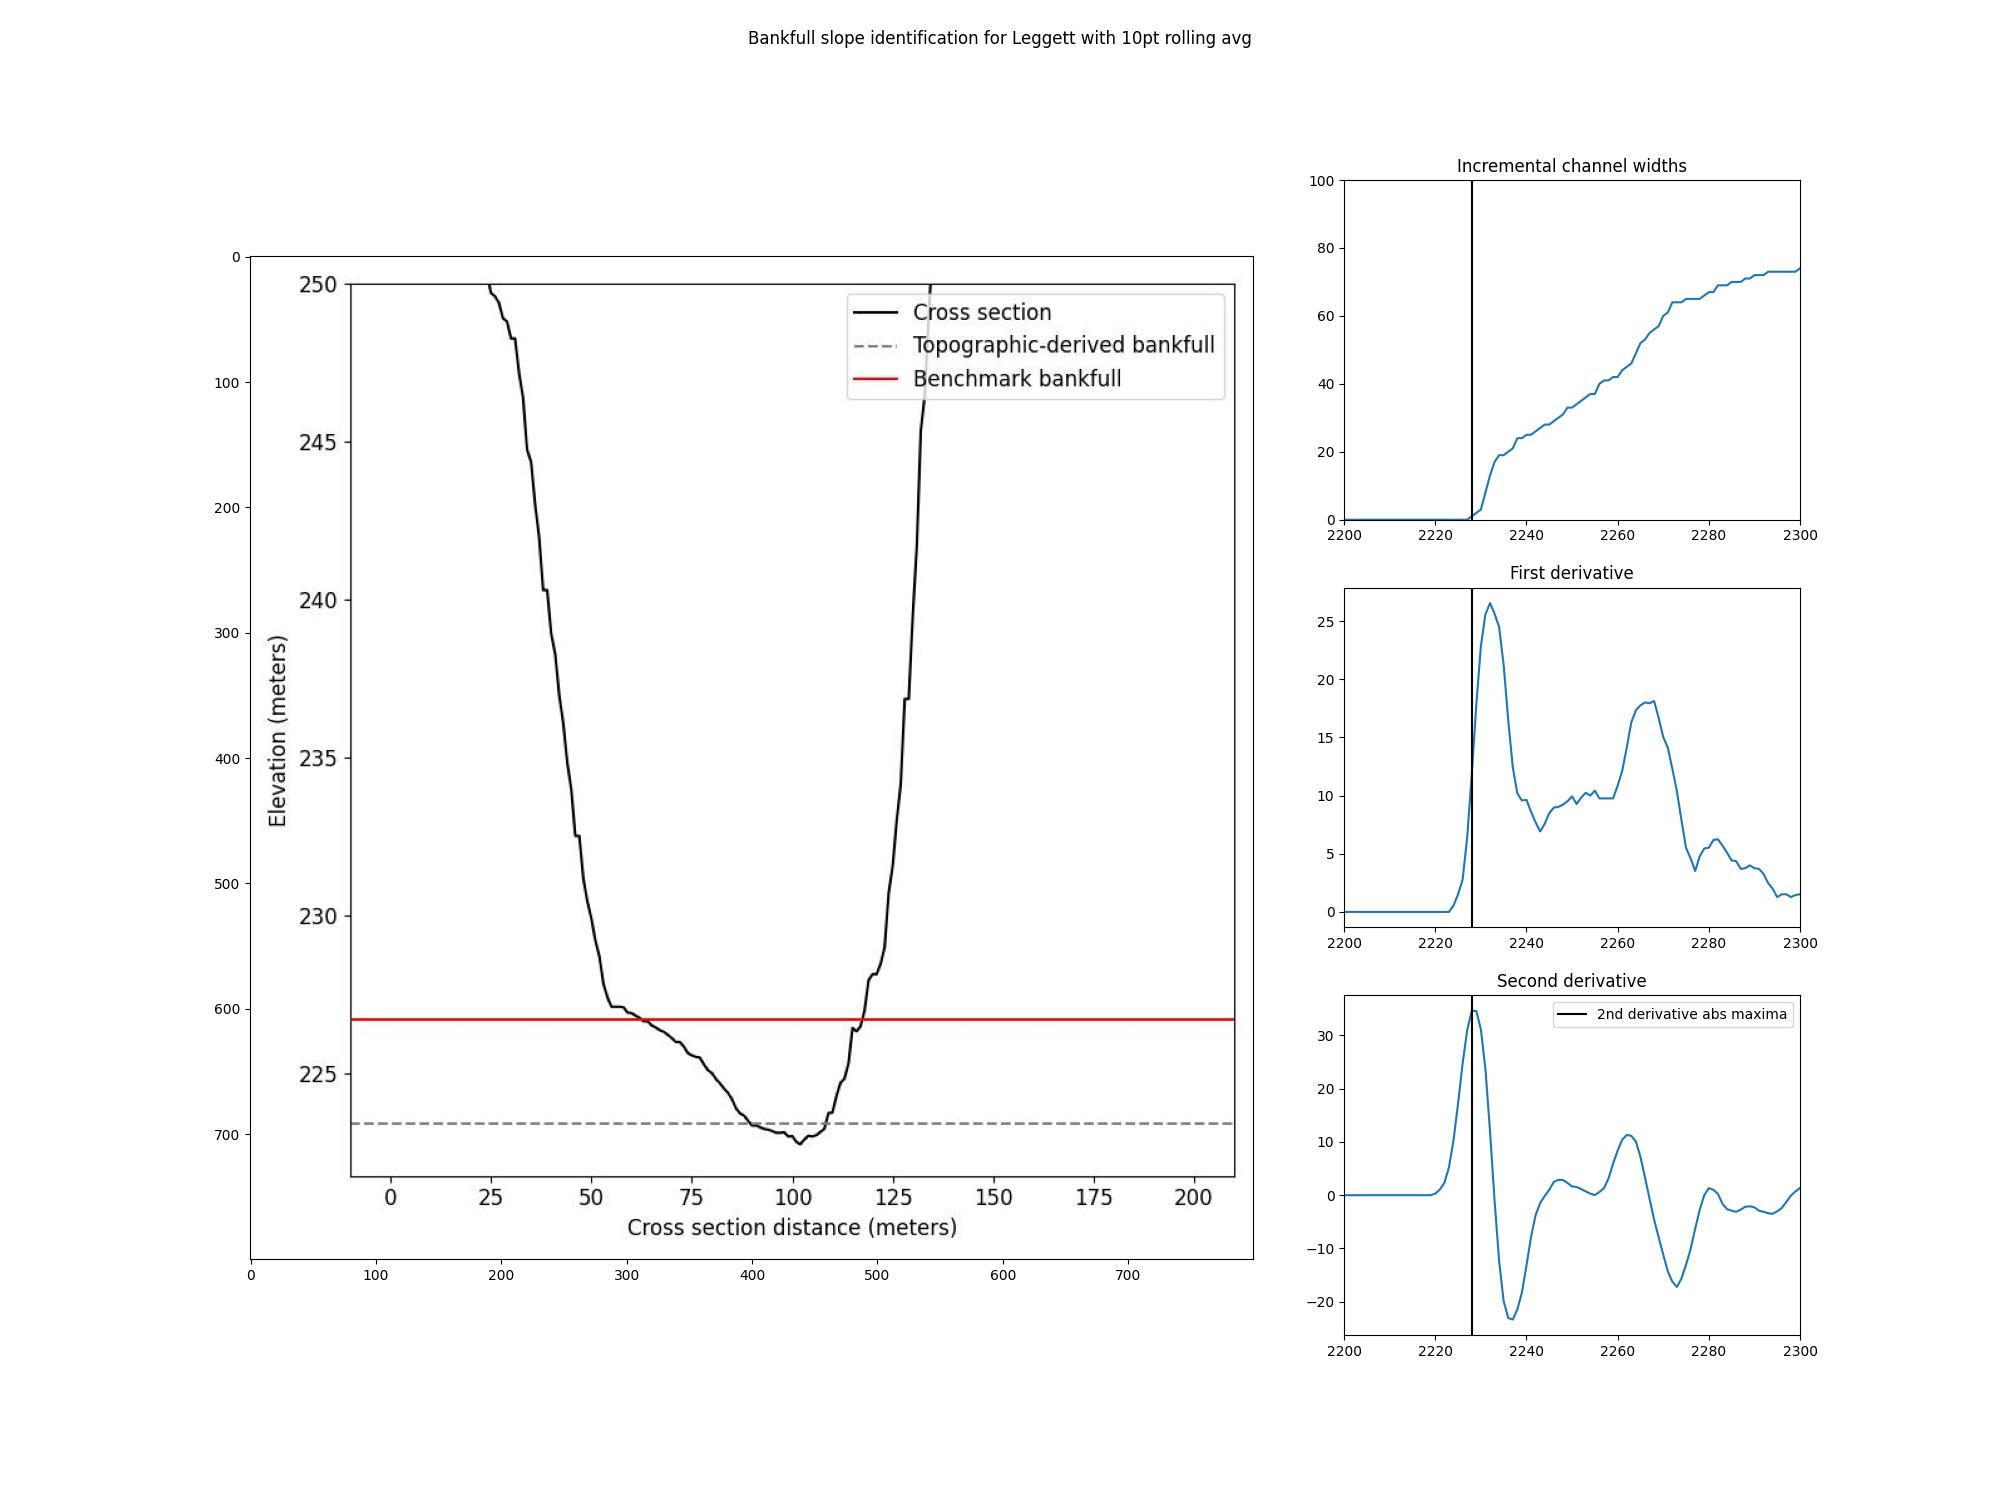 Bankfull slope identification for Leggett with 10pt rolling avg
0
100
200
300
400
500
600
700
250
245
240
235
230
225
Elevation (meters)
Cross section
Topographic-derived bankfull
Benchmark bankfull
0 25 50 75 100 125 150 175 200
Cross section distance (meters)
0 100 200 300 400 500 600 700
Incremental channel widths
100
80
60
40
20
0
2200 2220 2240 2260 2280 2300
First derivative
25
20
15
10
5
0
2200 2220 2240 2260 2280 2300
Second derivative
2nd derivative abs maxima
30
20
10
0
−10
−20
2200 2220 2240 2260 2280 2300